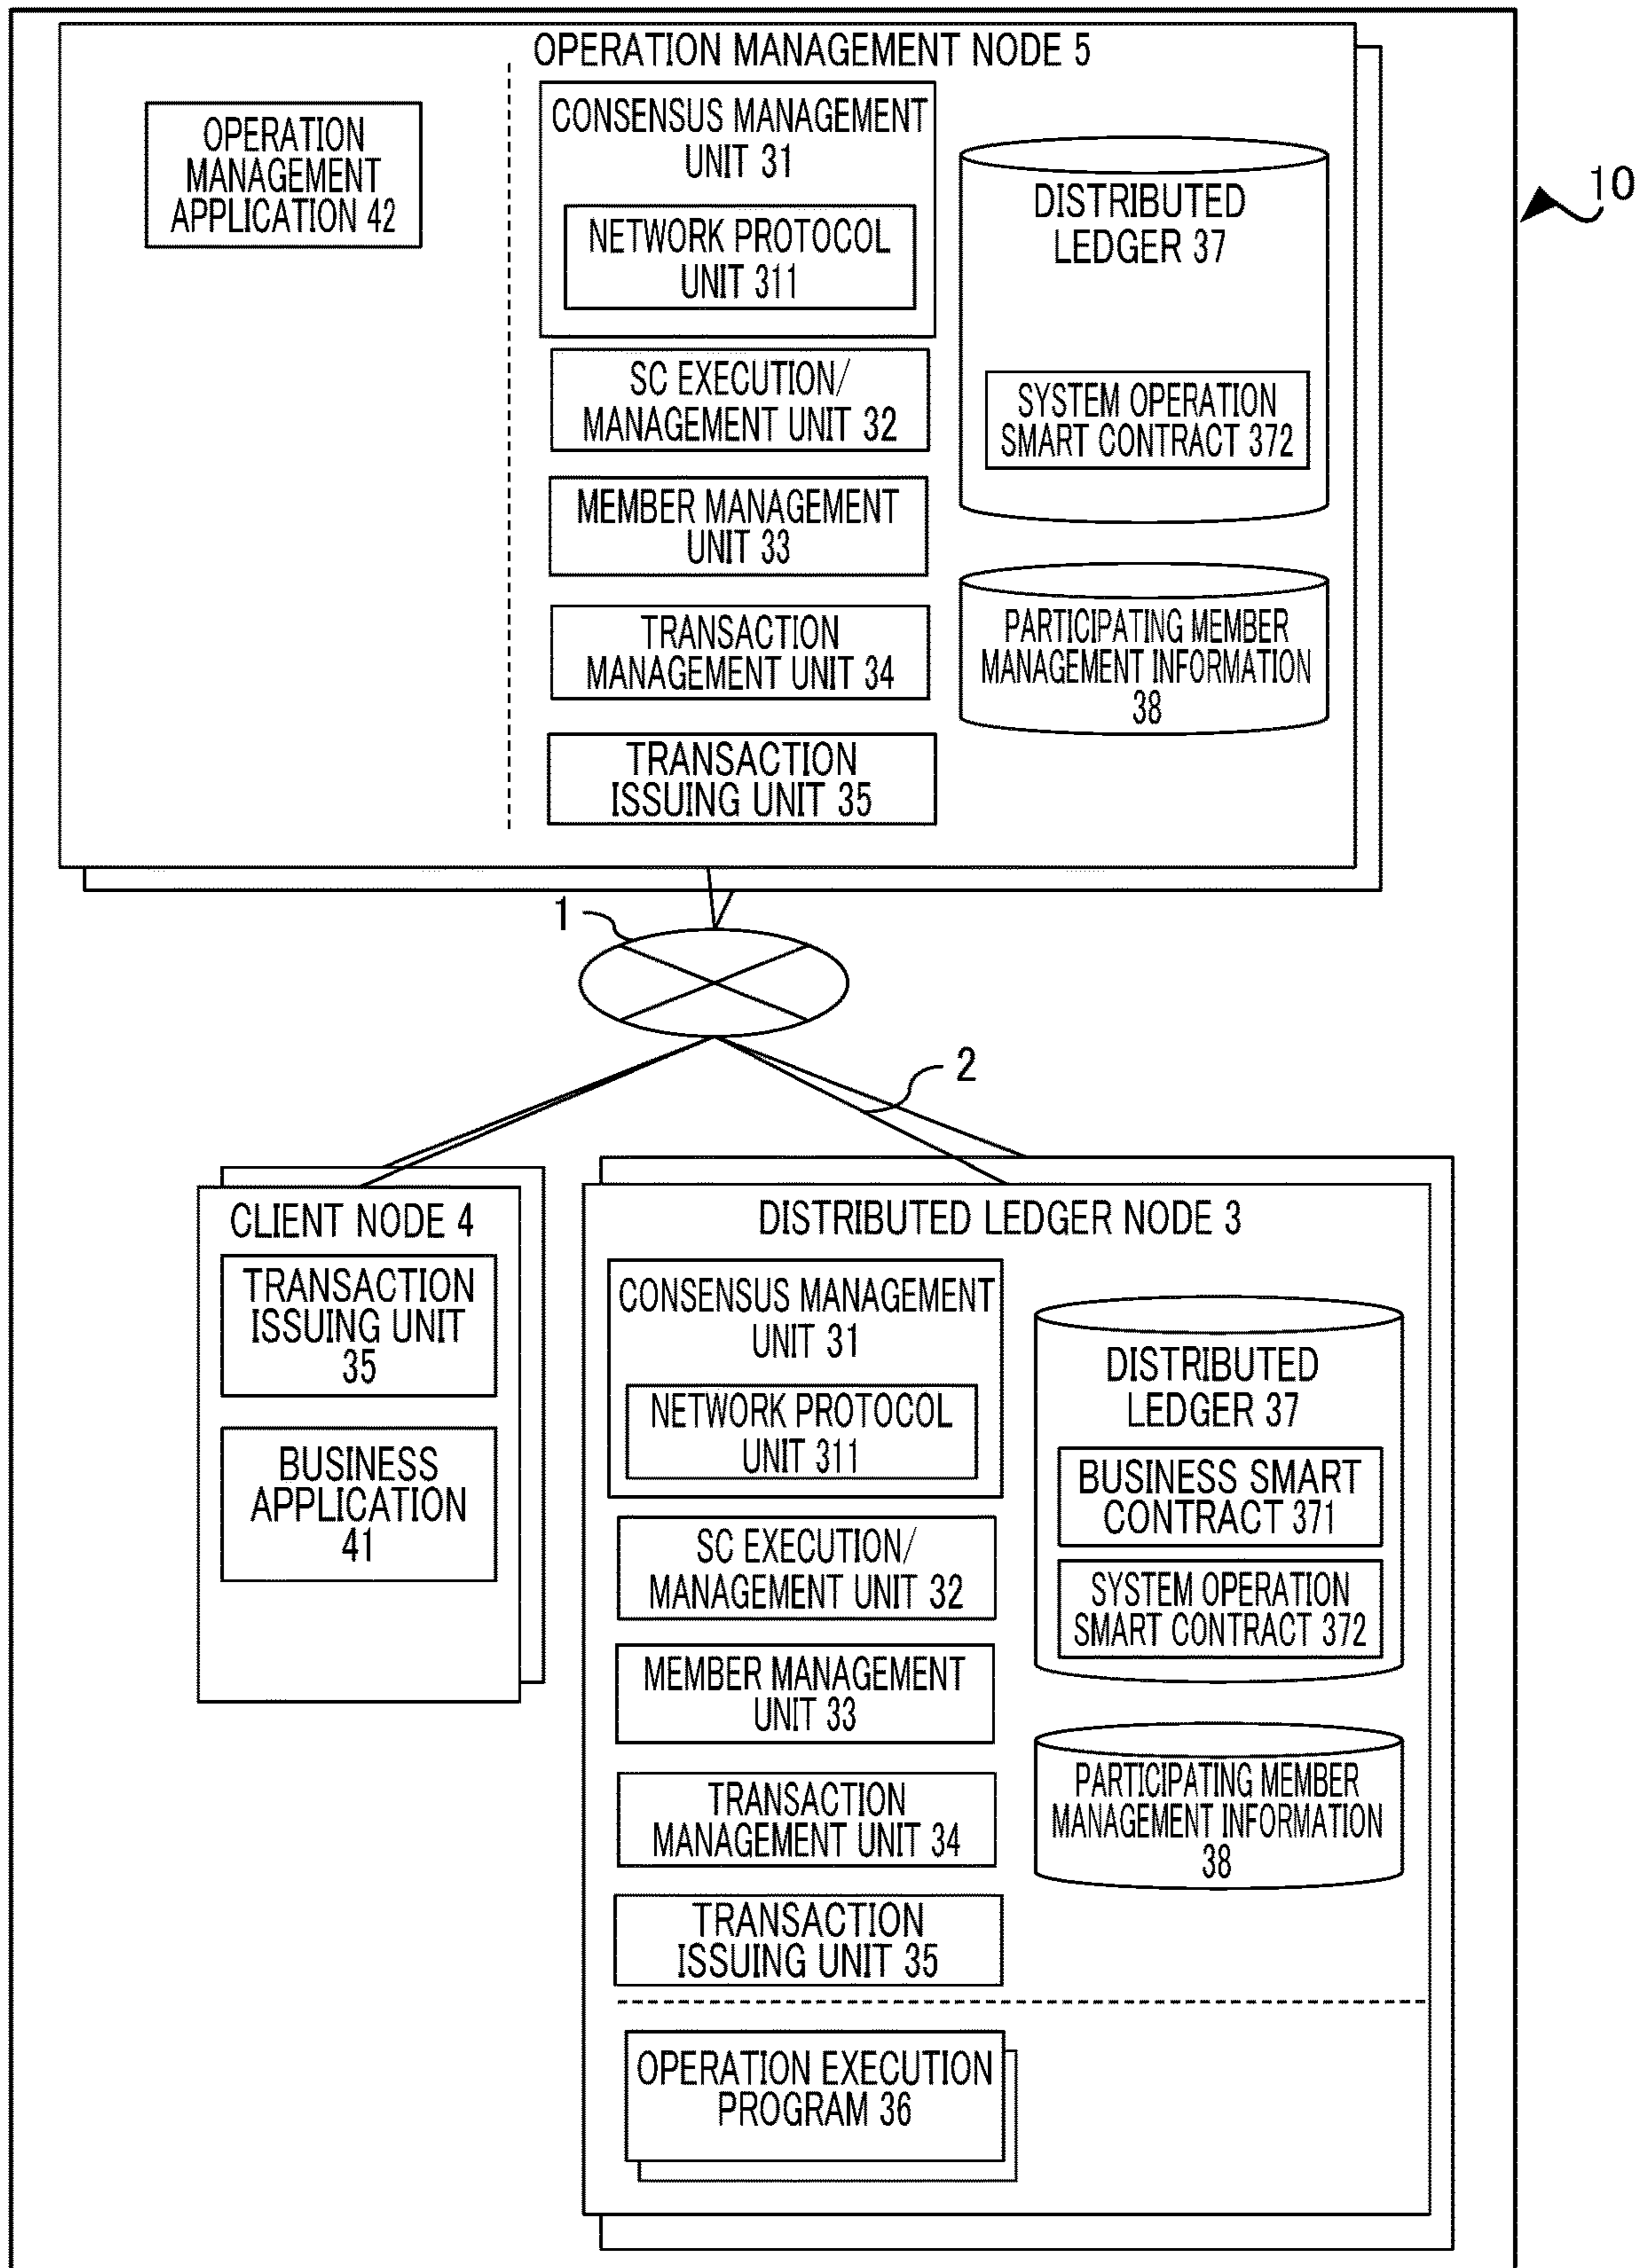 10
OPERATION MANAGEMENT NODE 5
OPERATION
MANAGEMENT
APPLICATION 42
CONSENSUS MANAGEMENT
UNIT 31
NETWORK PROTOCOL
UNIT 311
SC EXECUTION/
MANAGEMENT UNIT 32
MEMBER MANAGEMENT
UNIT 33
TRANSACTION
MANAGEMENT UNIT 34
TRANSACTION
ISSUING UNIT 35
DISTRIBUTED
LEDGER 37
SYSTEM OPERATION
SMART CONTRACT 372
PARTICIPATING MEMBER
MANAGEMENT INFORMATION
38
1
2
CLIENT NODE 4
TRANSACTION
ISSUING UNIT
35
BUSINESS
APPLICATION
41
DISTRIBUTED LEDGER NODE 3
CONSENSUS MANAGEMENT
UNIT 31
NETWORK PROTOCOL
UNIT 311
SC EXECUTION/
MANAGEMENT UNIT 32
MEMBER MANAGEMENT
UNIT 33
TRANSACTION
MANAGEMENT UNIT 34
TRANSACTION
ISSUING UNIT 35
DISTRIBUTED
LEDGER 37
BUSINESS SMART
CONTRACT 371
SYSTEM OPERATION
SMART CONTRACT 372
PARTICIPATING MEMBER
MANAGEMENT INFORMATION
38
OPERATION EXECUTION
PROGRAM 36